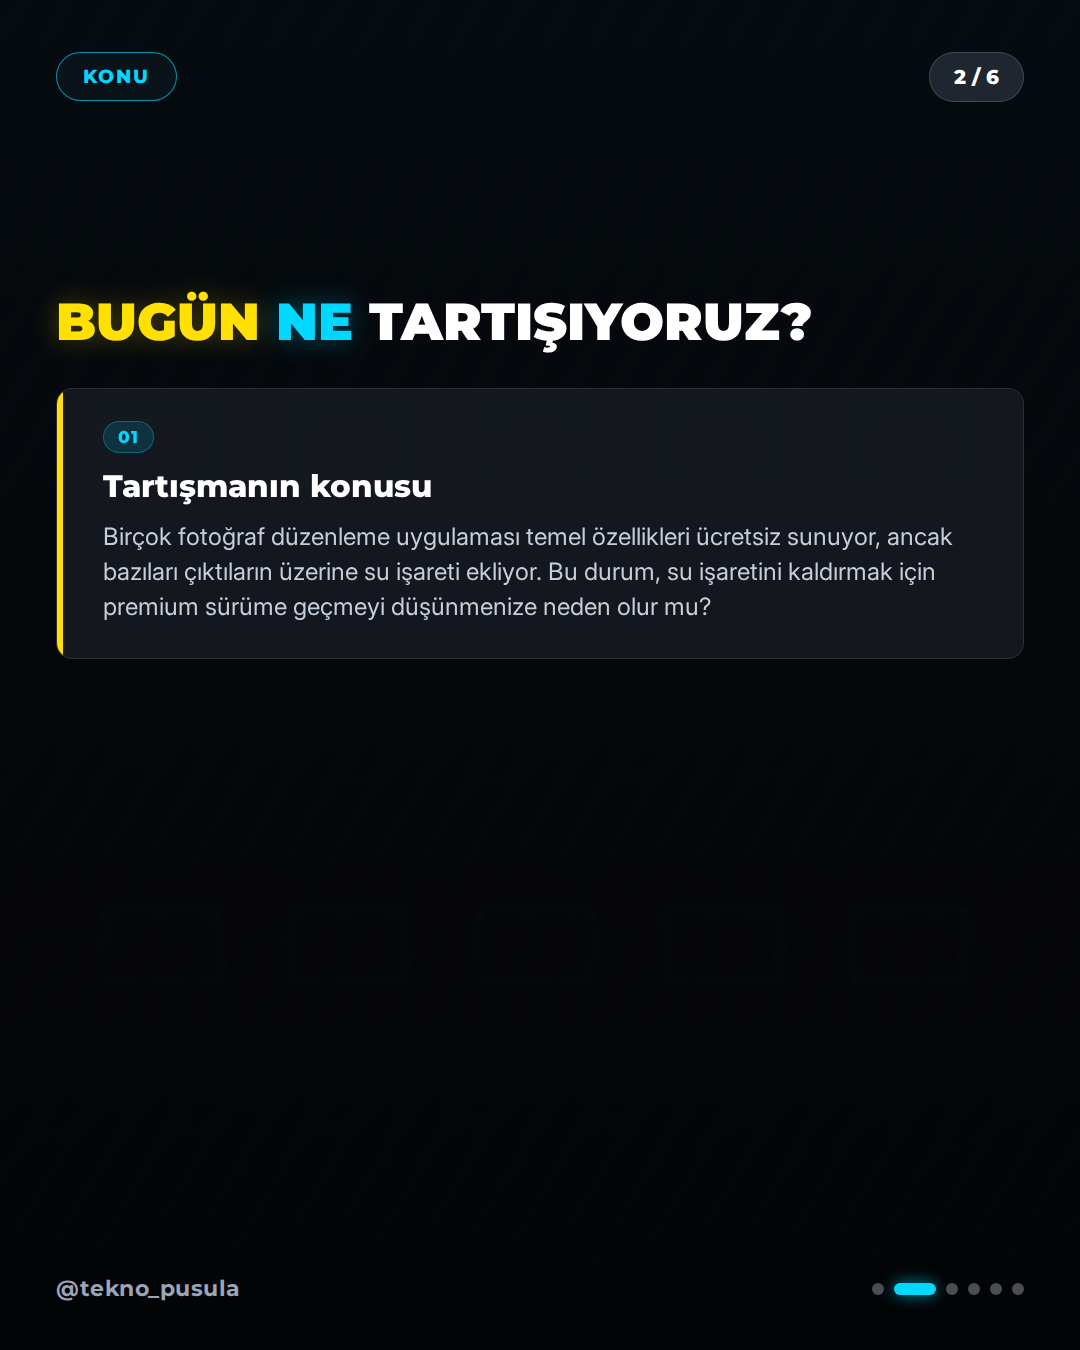 KONU
2 / 6
BUGÜN NE TARTIŞIYORUZ?
01
Tartışmanın konusu
Birçok fotoğraf düzenleme uygulaması temel özellikleri ücretsiz sunuyor, ancak
bazıları çıktıların üzerine su işareti ekliyor. Bu durum, su işaretini kaldırmak için
premium sürüme geçmeyi düşünmenize neden olur mu?
@tekno_pusula